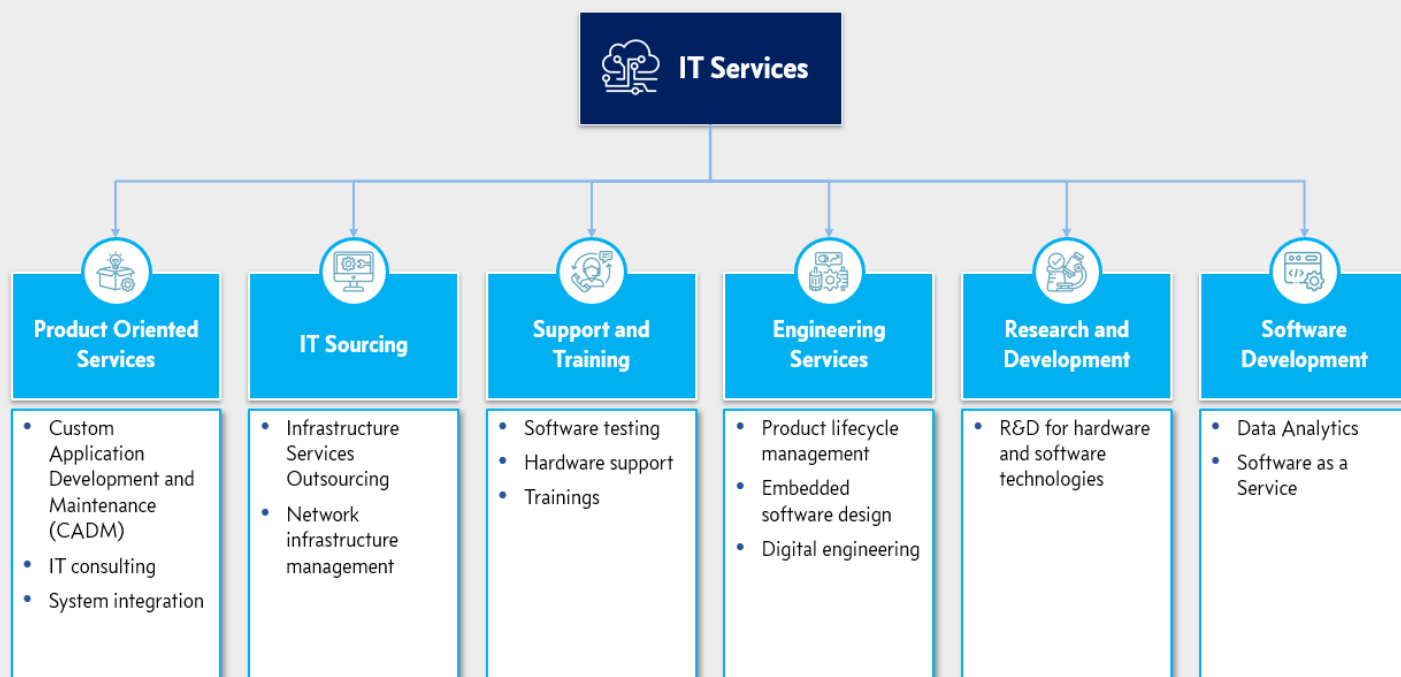 IT Services
Product Oriented
Services
IT Sourcing
Support and
Training
Engineering
Services
Research and
Development
Software
Development
• Custom
Application
Development and
Maintenance
(CADM)
• IT consulting
• System integration
• Infrastructure
Services
Outsourcing
• Network
infrastructure
management
• Software testing
• Hardware support
• Trainings
• Product lifecycle
management
• Embedded
software design
• Digital engineering
• R&D for hardware
and software
technologies
• Data Analytics
• Software as a
Service